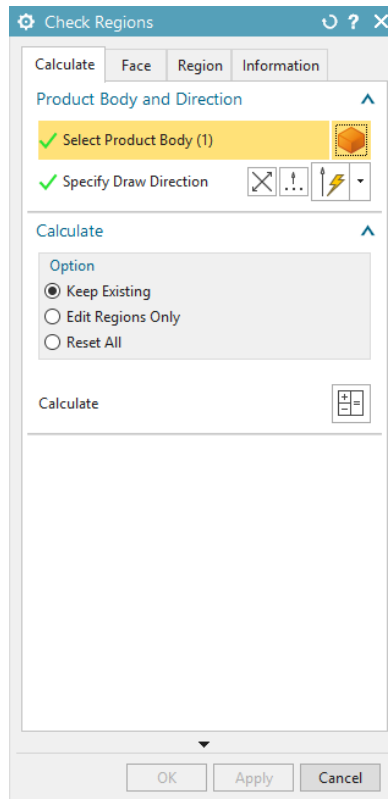 Check Regions
Calculate Face Region Information
Product Body and Direction
Select Product Body (1)
Specify Draw Direction
Calculate
Option
Keep Existing
Edit Regions Only
Reset All
Calculate
OK Apply Cancel